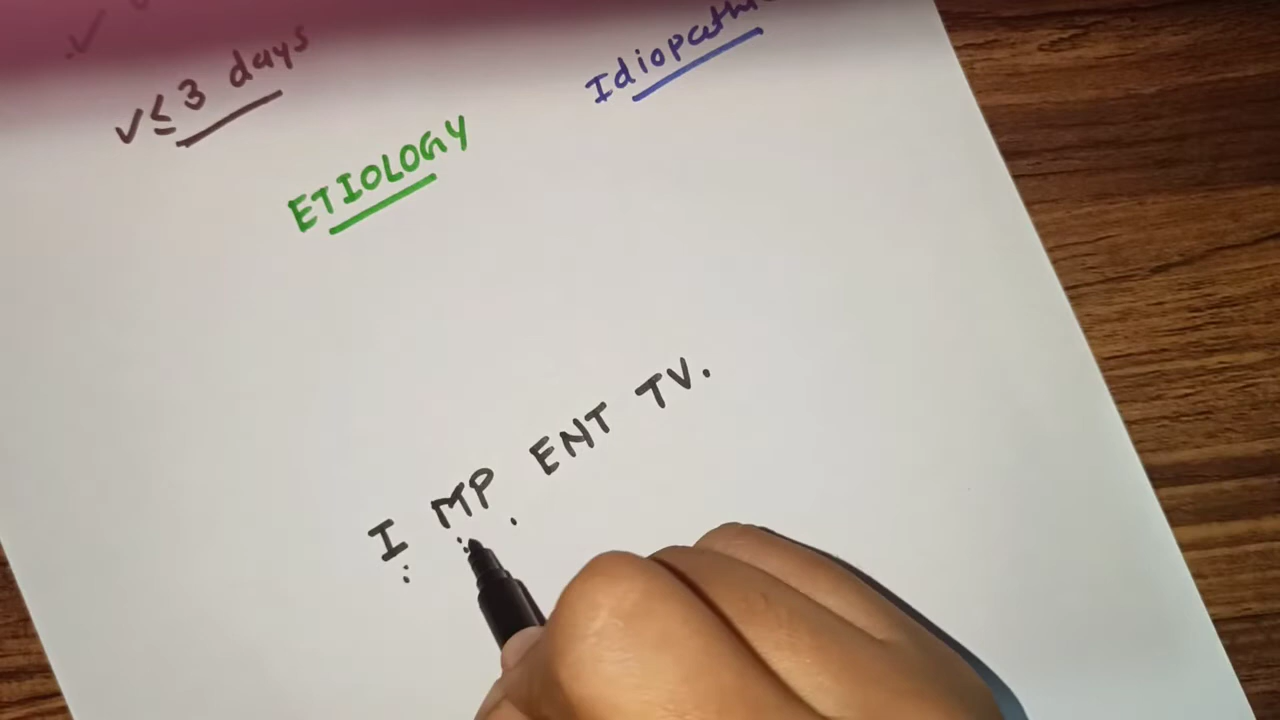 ✓≤ 3 days
Idiopathic
ETIOLOGY
I MP ENT TV.